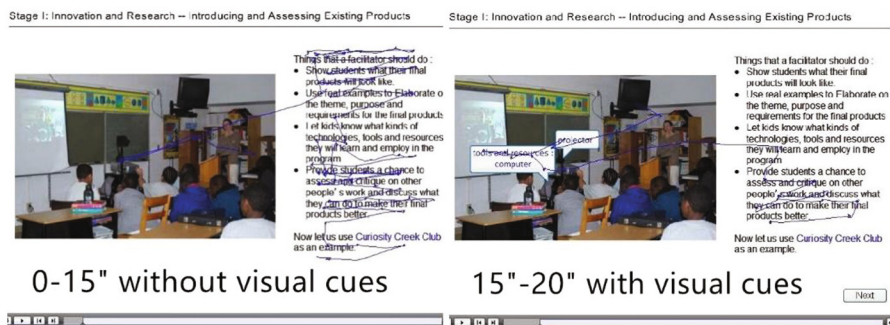 Stage I: Innovation and Research -- Introducing and Assessing Existing Products
Things that a facilitator should do :
• Show students what their final
products will look like.
• Use real examples to Elaborate o
the theme, purpose and
requirements for the final products
• Let kids know what kinds of
technologies, tools and resources
they will learn and employ in the
program
• Provide students a chance to
assess and critique on other
people's work and discuss what
they can do to make their final
products better.
Now let us use Curiosity Creek Club
as an example.
0-15" without visual cues
Stage I: Innovation and Research -- Introducing and Assessing Existing Products
projector
tools and resources :
computer
Things that a facilitator should do :
• Show students what their final
products will look like.
• Use real examples to Elaborate on
the theme, purpose and
requirements for the final products
• Let kids know what kinds of
technologies, tools and resources
they will learn and employ in the
program
• Provide students a chance to
assess and critique on other
people's work and discuss what
they can do to make their final
products better.
Now let us use Curiosity Creek Club
as an example.
15"-20" with visual cues
Next